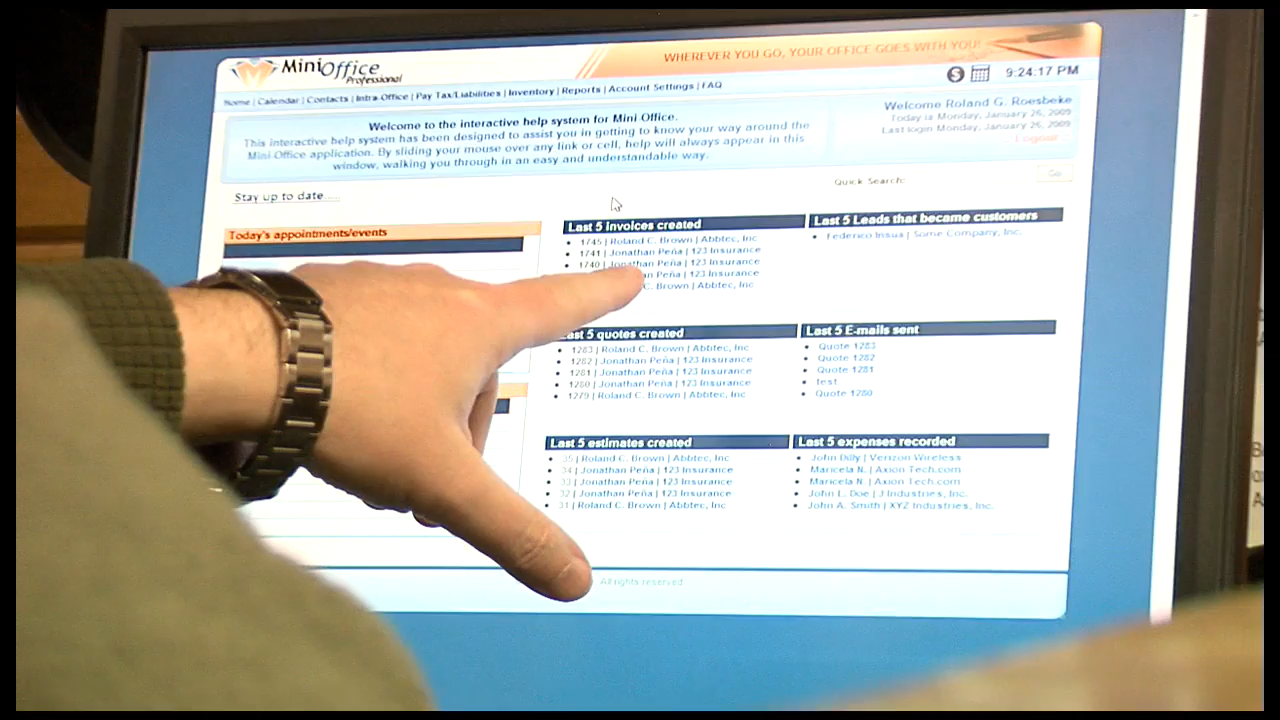 WHEREVER YOU GO, YOUR OFFICE GOES WITH YOU!
MiniOffice
Professional
$ 9:24:17 PM
Home | Calendar | Contacts | Intra-Office | Pay Tax/Liabilities | Inventory | Reports | Account Settings | FAQ
Welcome to the interactive help system for Mini Office.
This interactive help system has been designed to assist you in getting to know your way around the
Mini Office application. By sliding your mouse over any link or cell, help will always appear in this
window, walking you through in an easy and understandable way.
Welcome Roland G. Roesbeke
Today is Monday, January 26, 2009
Last login Monday, January 26, 2009
Logout
Stay up to date.....
Quick Search:
Go
Today's appointments/events
Last 5 Invoices created
1745 | Roland C. Brown | Abbtec, Inc
1741 | Jonathan Peña | 123 Insurance
1740 | Jonathan Peña | 123 Insurance
Peña | 123 Insurance
C. Brown | Abbtec, Inc
Last 5 Leads that became customers
Federico Insua | Some Company, Inc.
5 quotes created
1283 | Roland C. Brown | Abbtec, Inc
1282 | Jonathan Peña | 123 Insurance
1281 | Jonathan Peña | 123 Insurance
1280 | Jonathan Peña | 123 Insurance
1279 | Roland C. Brown | Abbtec, Inc
Last 5 E-mails sent
Quote 1283
Quote 1282
Quote 1281
test
Quote 1280
Last 5 estimates created
35 | Roland C. Brown | Abbtec, Inc
34 | Jonathan Peña | 123 Insurance
33 | Jonathan Peña | 123 Insurance
32 | Jonathan Peña | 123 Insurance
31 | Roland C. Brown | Abbtec, Inc
Last 5 expenses recorded
John Dilly | Verizon Wireless
Maricela N. | Axion Tech.com
Maricela N. | Axion Tech.com
John L. Doe | J Industries, Inc.
John A. Smith | XYZ Industries, Inc.
All rights reserved